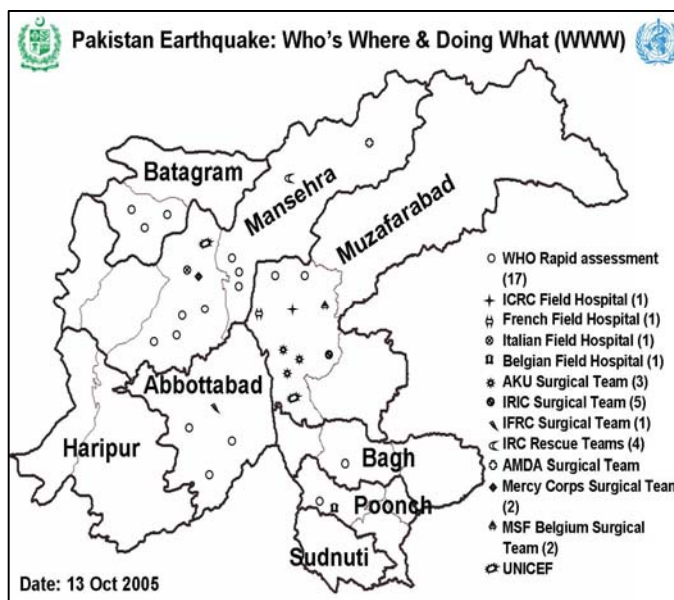 Pakistan Earthquake: Who's Where & Doing What (WWW)
Batagram
Mansehra
Muzafarabad
Abbottabad
Haripur
Bagh
Poonch
Sudnuti
WHO Rapid assessment
(17)
ICRC Field Hospital (1)
French Field Hospital (1)
Italian Field Hospital (1)
Belgian Field Hospital (1)
AKU Surgical Team (3)
IRIC Surgical Team (5)
IFRC Surgical Team (1)
IRC Rescue Teams (4)
AMDA Surgical Team
Mercy Corps Surgical Team
(2)
MSF Belgium Surgical
Team (2)
UNICEF
Date: 13 Oct 2005